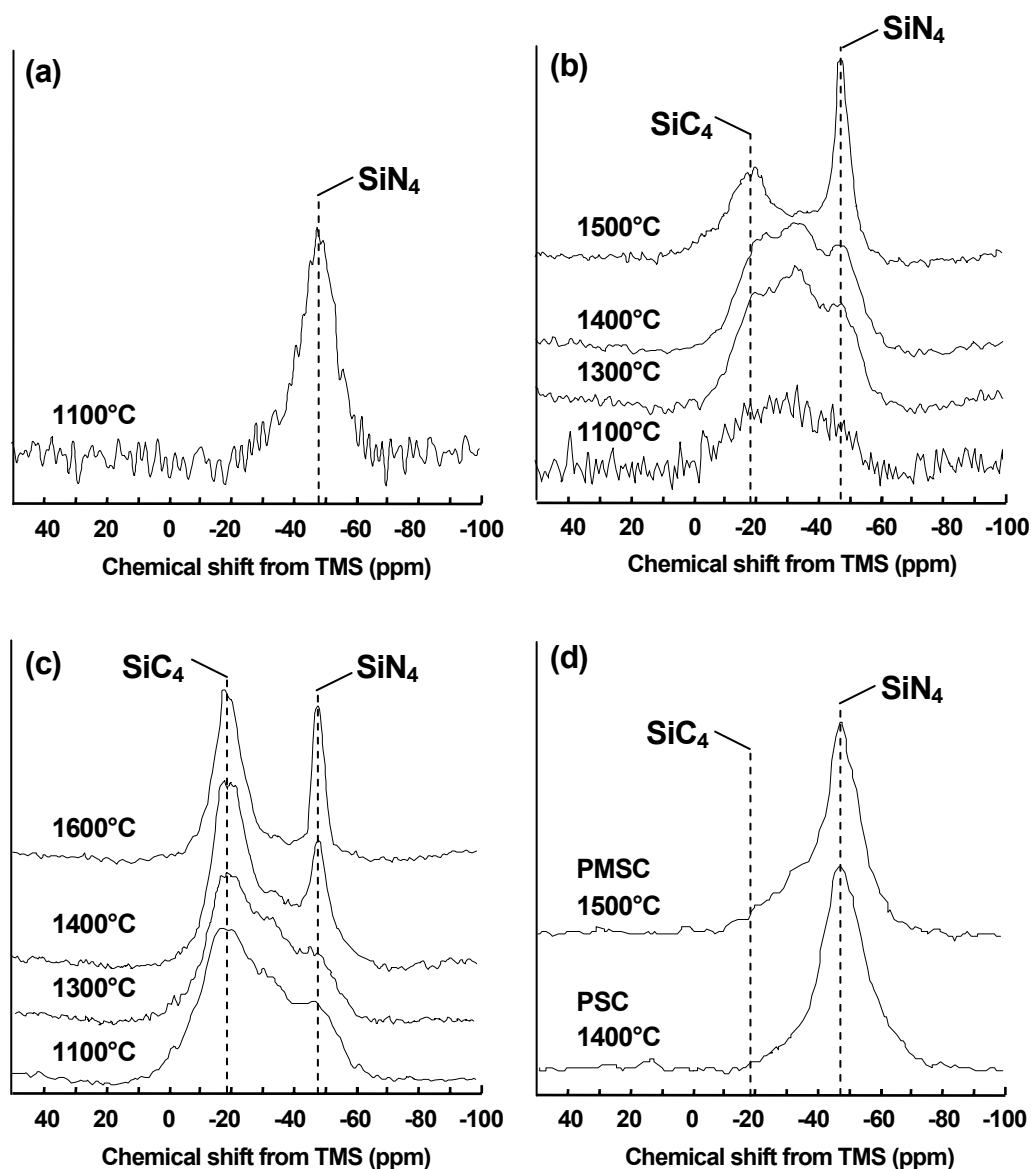 (a)
SiN₄
1100°C
40 20 0 -20 -40 -60 -80 -100
Chemical shift from TMS (ppm)
(b)
SiN₄
SiC₄
1500°C
1400°C
1300°C
1100°C
40 20 0 -20 -40 -60 -80 -100
Chemical shift from TMS (ppm)
(c)
SiC₄
SiN₄
1600°C
1400°C
1300°C
1100°C
40 20 0 -20 -40 -60 -80 -100
Chemical shift from TMS (ppm)
(d)
SiN₄
SiC₄
PMSC
1500°C
PSC
1400°C
40 20 0 -20 -40 -60 -80 -100
Chemical shift from TMS (ppm)